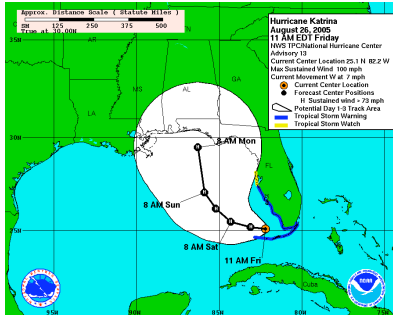 Approx. Distance Scale ( Statute Miles )
SM 125 250 375 500
True at 30.00N
Hurricane Katrina
August 26, 2005
11 AM EDT Friday
NWS TPC/National Hurricane Center
Advisory 13
Current Center Location 25.1 N 82.2 W
Max Sustained Wind 100 mph
Current Movement W at 7 mph
Current Center Location
Forecast Center Positions
H Sustained wind > 73 mph
Potential Day 1-3 Track Area
Tropical Storm Warning
Tropical Storm Watch
AR
MS
AL
GA
SC
LA
FL
30N
25N
8 AM Mon
8 AM Sun
8 AM Sat
11 AM Fri
H
H
H
H
H
H
Cuba
NOAA
95W
90W
85W
80W
75W